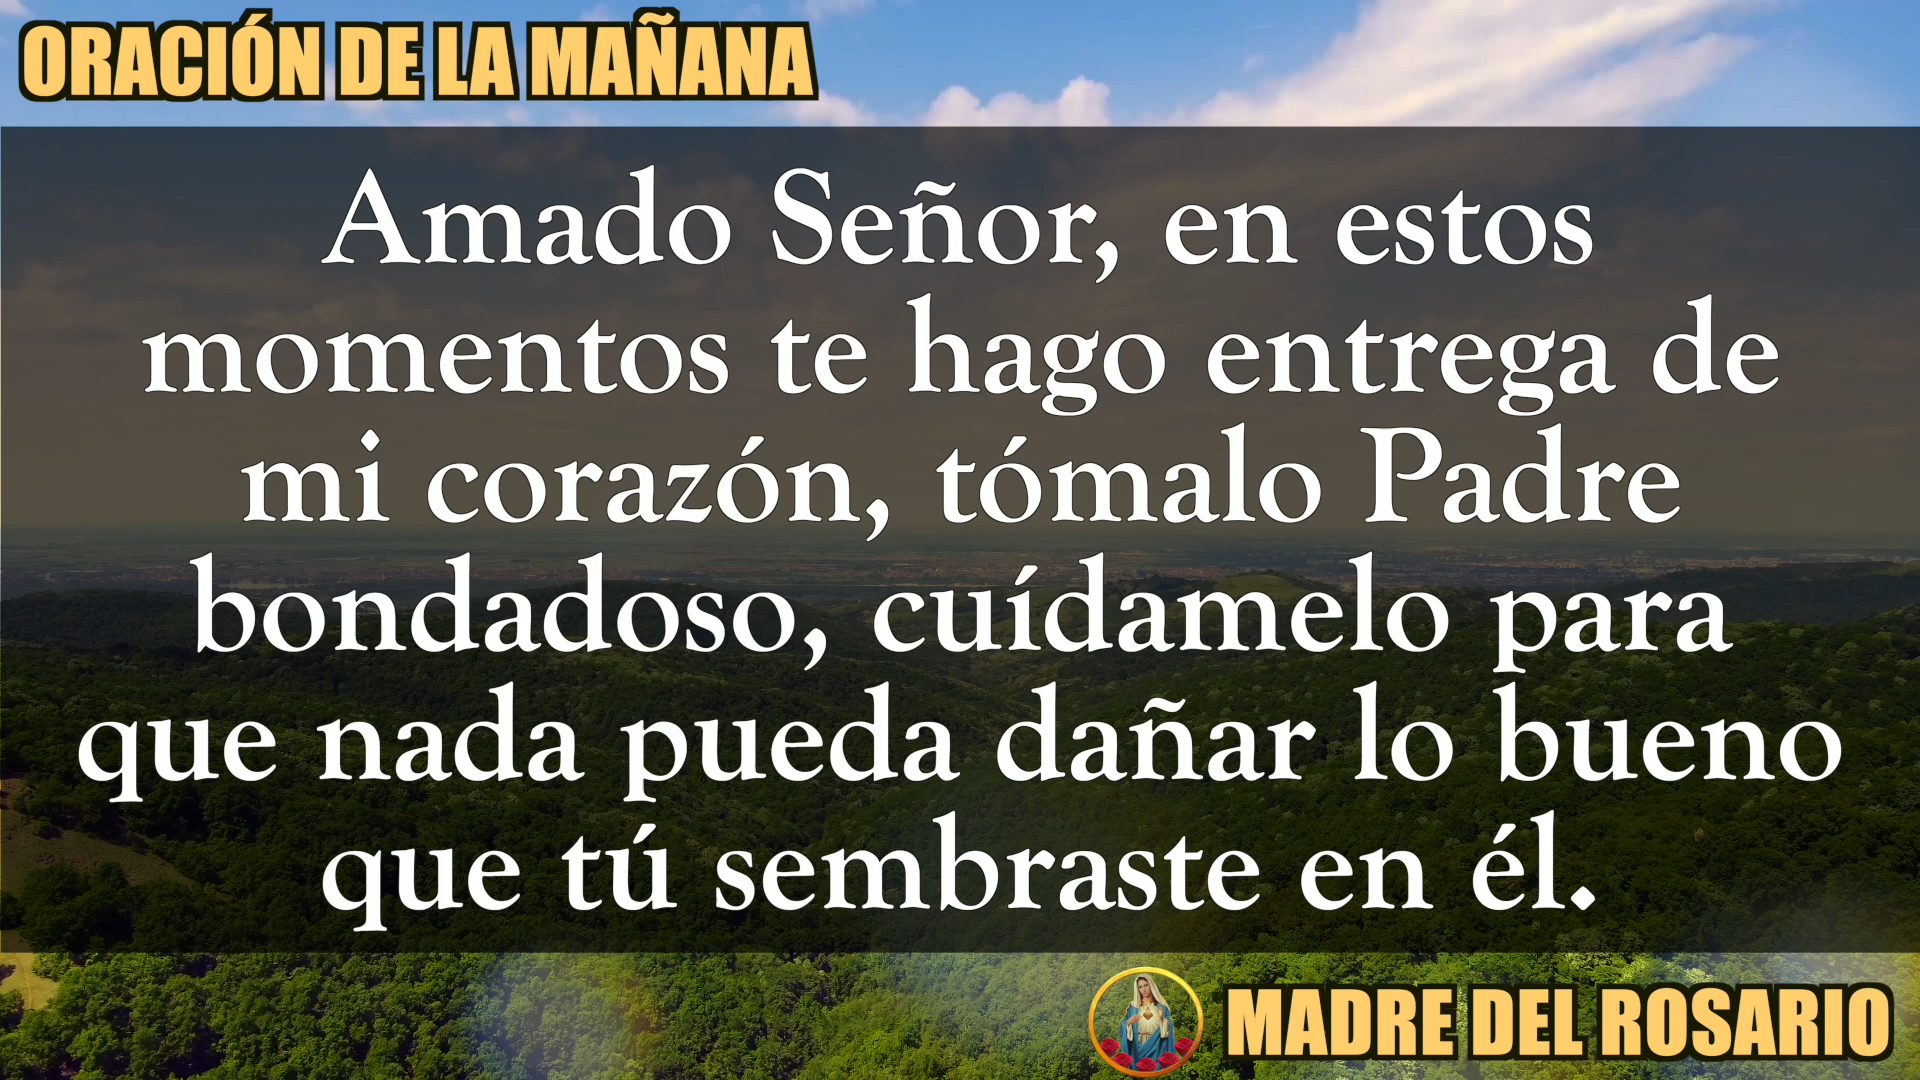 ORACIÓN DE LA MAÑANA
Amado Señor, en estos
momentos te hago entrega de
mi corazón, tómalo Padre
bondadoso, cuídamelo para
que nada pueda dañar lo bueno
que tú sembraste en él.
MADRE DEL ROSARIO